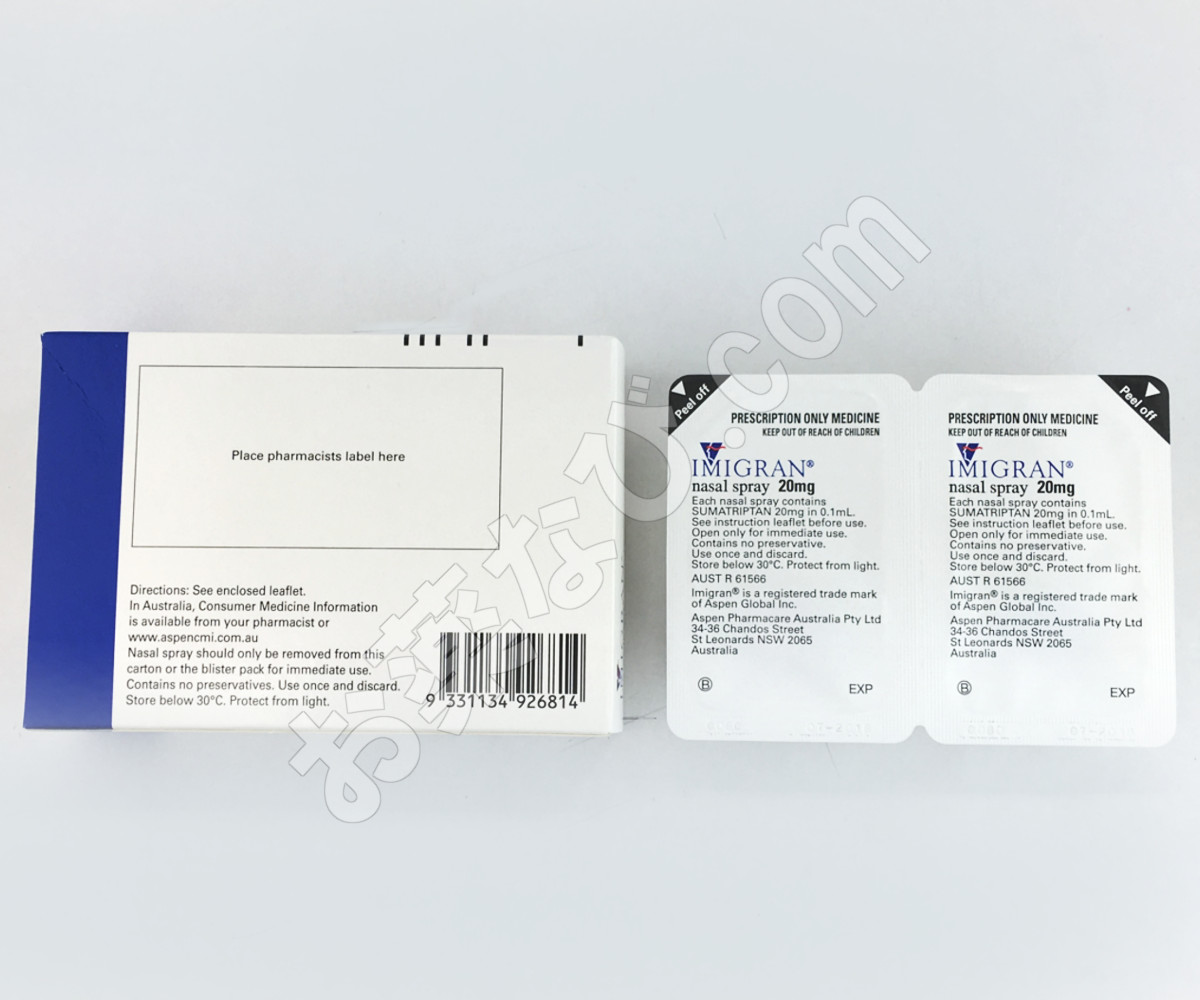 Place pharmacists label here
Directions: See enclosed leaflet.
In Australia, Consumer Medicine Information
is available from your pharmacist or
www.aspencmi.com.au
Nasal spray should only be removed from this
carton or the blister pack for immediate use.
Contains no preservatives. Use once and discard.
Store below 30°C. Protect from light.
9 331134 926814
Peel off
PRESCRIPTION ONLY MEDICINE
KEEP OUT OF REACH OF CHILDREN
IMIGRAN®
nasal spray 20mg
Each nasal spray contains
SUMATRIPTAN 20mg in 0.1mL.
See instruction leaflet before use.
Open only for immediate use.
Contains no preservative.
Use once and discard.
Store below 30°C. Protect from light.
AUST R 61566
Imigran® is a registered trade mark
of Aspen Global Inc.
Aspen Pharmacare Australia Pty Ltd
34-36 Chandos Street
St Leonards NSW 2065
Australia
B EXP
Peel off
PRESCRIPTION ONLY MEDICINE
KEEP OUT OF REACH OF CHILDREN
IMIGRAN®
nasal spray 20mg
Each nasal spray contains
SUMATRIPTAN 20mg in 0.1mL.
See instruction leaflet before use.
Open only for immediate use.
Contains no preservative.
Use once and discard.
Store below 30°C. Protect from light.
AUST R 61566
Imigran® is a registered trade mark
of Aspen Global Inc.
Aspen Pharmacare Australia Pty Ltd
34-36 Chandos Street
St Leonards NSW 2065
Australia
B EXP
お薬なび.com